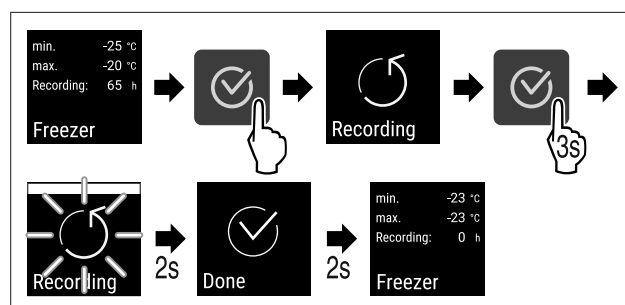 min. -25 °C
max. -20 °C
Recording: 65 h
Freezer
Recording
3s
Recording
2s
Done
2s
min. -23 °C
max. -23 °C
Recording: 0 h
Freezer